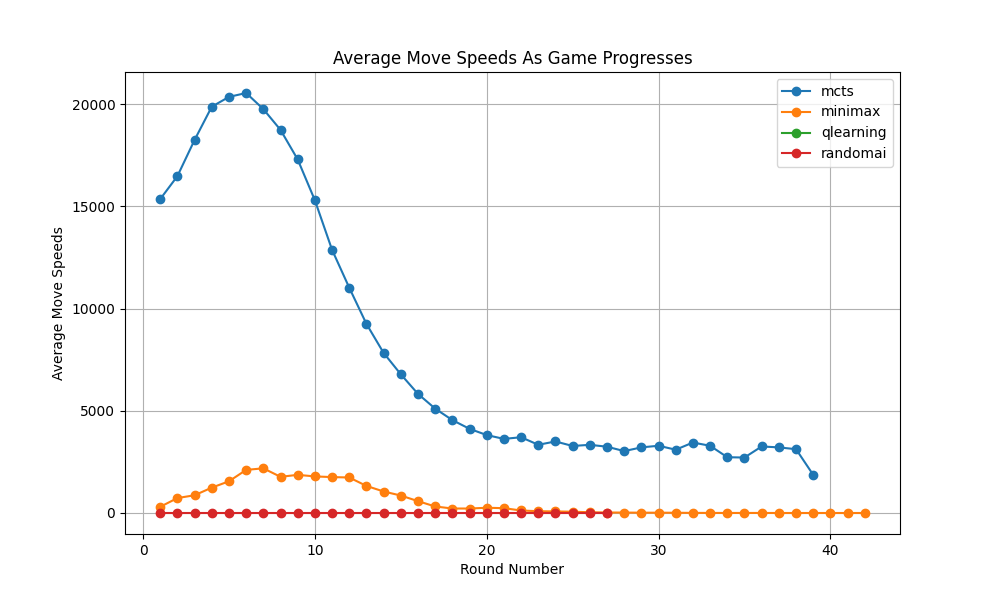 Average Move Speeds As Game Progresses
mcts
minimax
qlearning
randomai
20000
15000
10000
5000
0
Average Move Speeds
0 10 20 30 40
Round Number